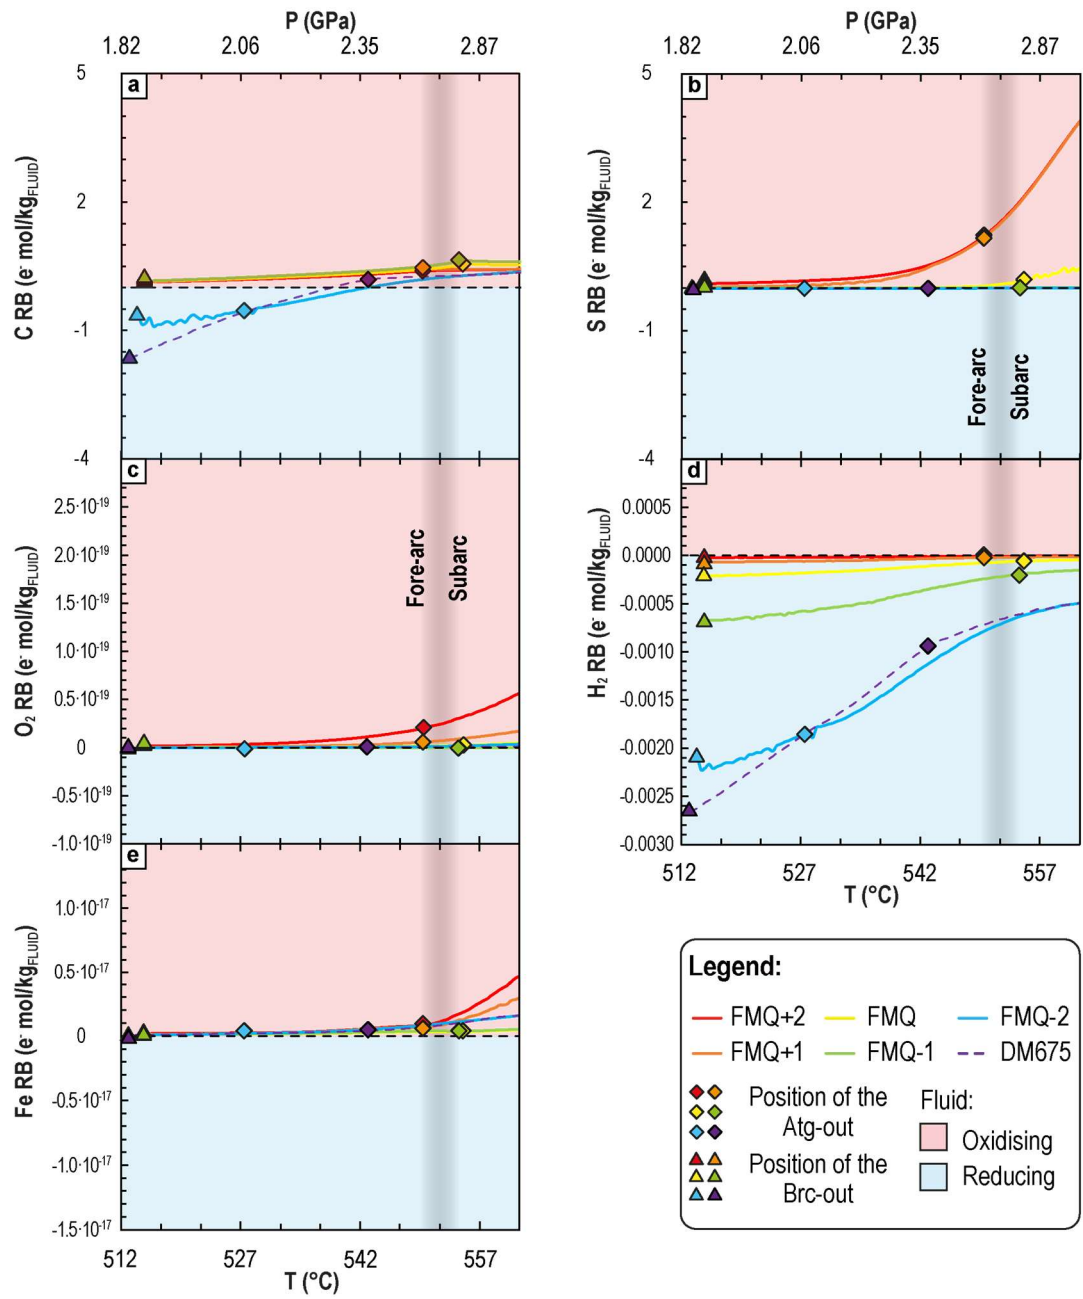 P (GPa)
1.82 2.06 2.35 2.87
a
5
2
-1
-4
C RB (e⁻ mol/kgFLUID)
P (GPa)
1.82 2.06 2.35 2.87
b
5
2
-1
-4
S RB (e⁻ mol/kgFLUID)
Fore-arc
Subarc
c
2.5·10⁻¹⁹
2.0·10⁻¹⁹
1.5·10⁻¹⁹
1.0·10⁻¹⁹
0.5·10⁻¹⁹
0
-0.5·10⁻¹⁹
-1.0·10⁻¹⁹
O₂ RB (e⁻ mol/kgFLUID)
Fore-arc
Subarc
d
0.0005
0.0000
-0.0005
-0.0010
-0.0015
-0.0020
-0.0025
-0.0030
H₂ RB (e⁻ mol/kgFLUID)
512 527 542 557
T (°C)
e
1.0·10⁻¹⁷
0.5·10⁻¹⁷
0
-0.5·10⁻¹⁷
-1.0·10⁻¹⁷
-1.5·10⁻¹⁷
Fe RB (e⁻ mol/kgFLUID)
512 527 542 557
T (°C)
Legend:
FMQ+2 FMQ FMQ-2
FMQ+1 FMQ-1 DM675
Position of the
Atg-out
Position of the
Brc-out
Fluid:
Oxidising
Reducing